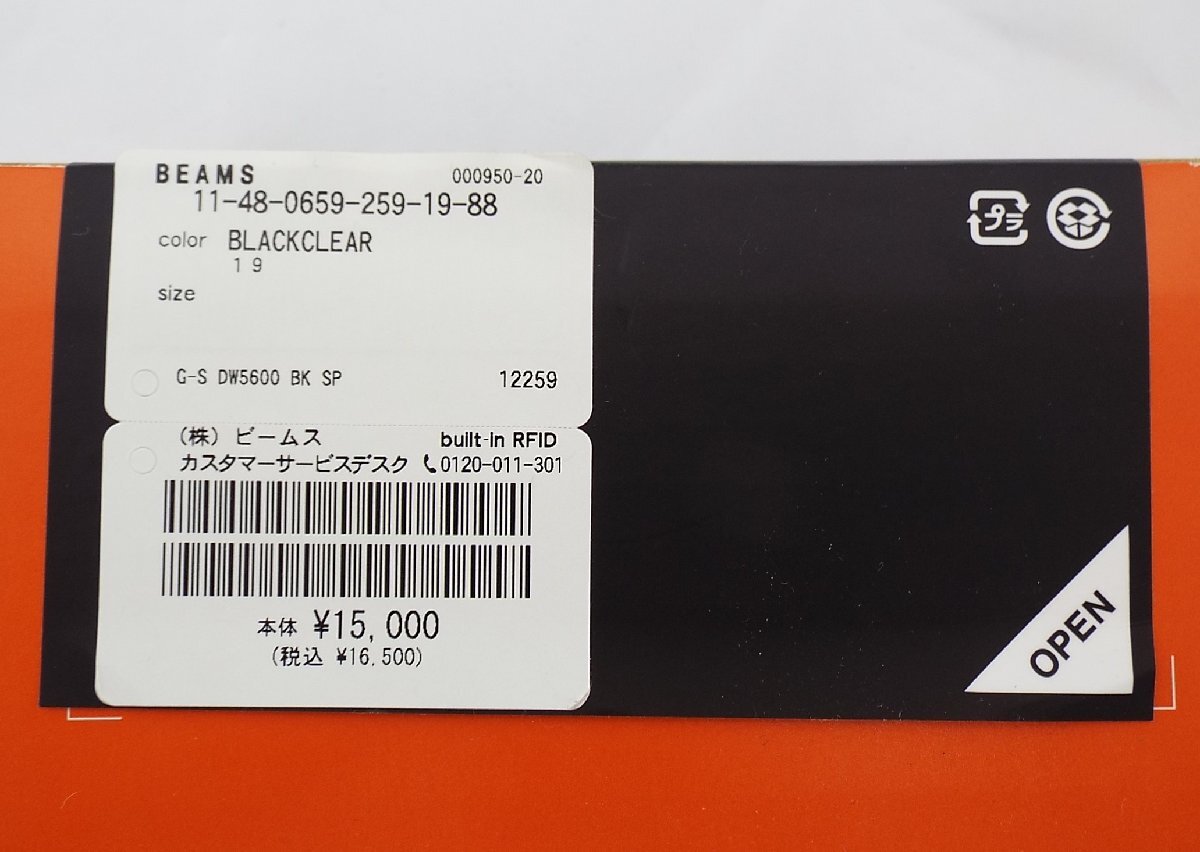 BEAMS 000950-20
11-48-0659-259-19-88
color BLACKCLEAR
19
size
G-S DW5600 BK SP 12259
(株) ビームス built-in RFID
カスタマーサービスデスク 0120-011-301
本体 ¥15,000
(税込 ¥16,500)
プラ
OPEN